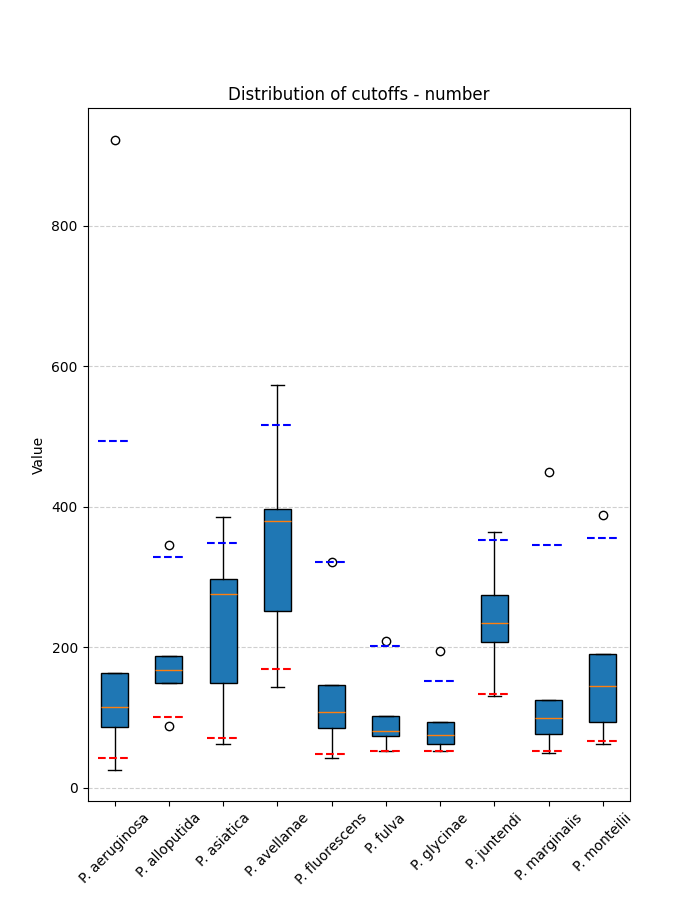 Distribution of cutoffs - number
Value
800
600
400
200
0
P. aeruginosa
P. alloputida
P. asiatica
P. avellanae
P. fluorescens
P. fulva
P. glycinae
P. juntendi
P. marginalis
P. monteilii